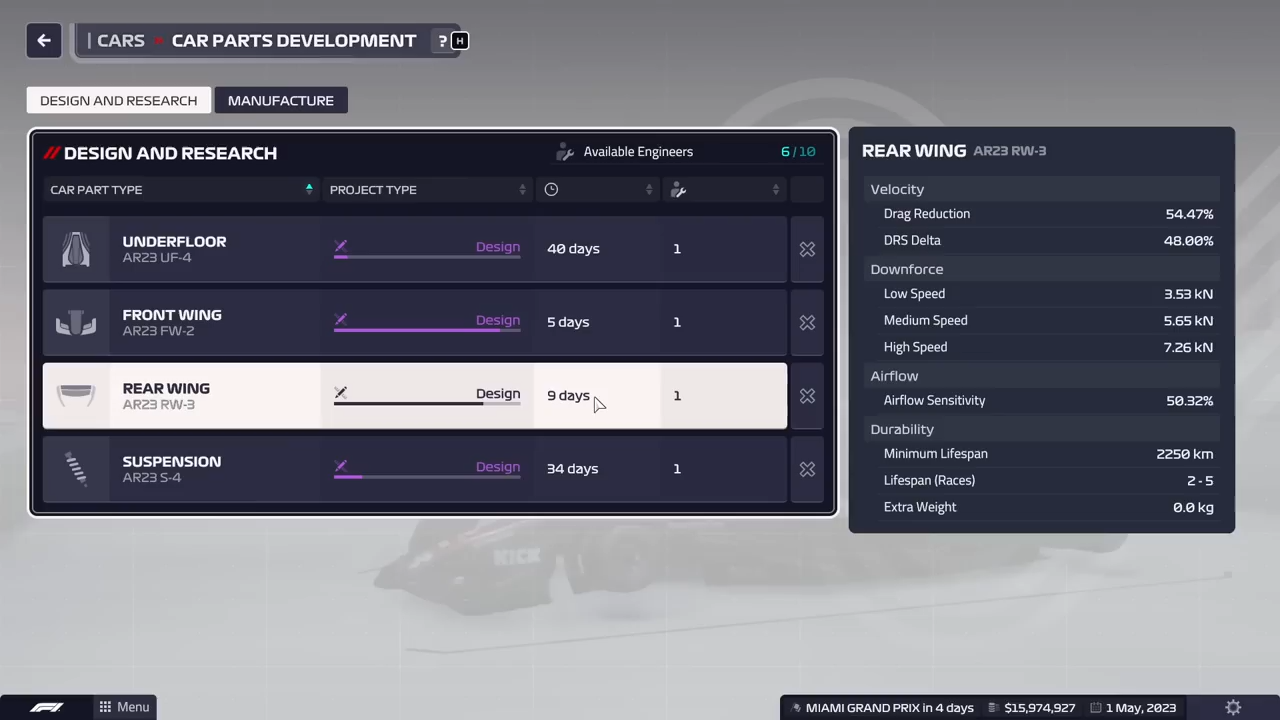 | CARS • CAR PARTS DEVELOPMENT ? H
DESIGN AND RESEARCH MANUFACTURE
// DESIGN AND RESEARCH Available Engineers 6 / 10
CAR PART TYPE PROJECT TYPE
UNDERFLOOR
AR23 UF-4
Design 40 days 1
FRONT WING
AR23 FW-2
Design 5 days 1
REAR WING
AR23 RW-3
Design 9 days 1
SUSPENSION
AR23 S-4
Design 34 days 1
REAR WING AR23 RW-3
Velocity
Drag Reduction 54.47%
DRS Delta 48.00%
Downforce
Low Speed 3.53 kN
Medium Speed 5.65 kN
High Speed 7.26 kN
Airflow
Airflow Sensitivity 50.32%
Durability
Minimum Lifespan 2250 km
Lifespan (Races) 2 - 5
Extra Weight 0.0 kg
KICK
F1 Menu MIAMI GRAND PRIX in 4 days $15,974,927 1 May, 2023